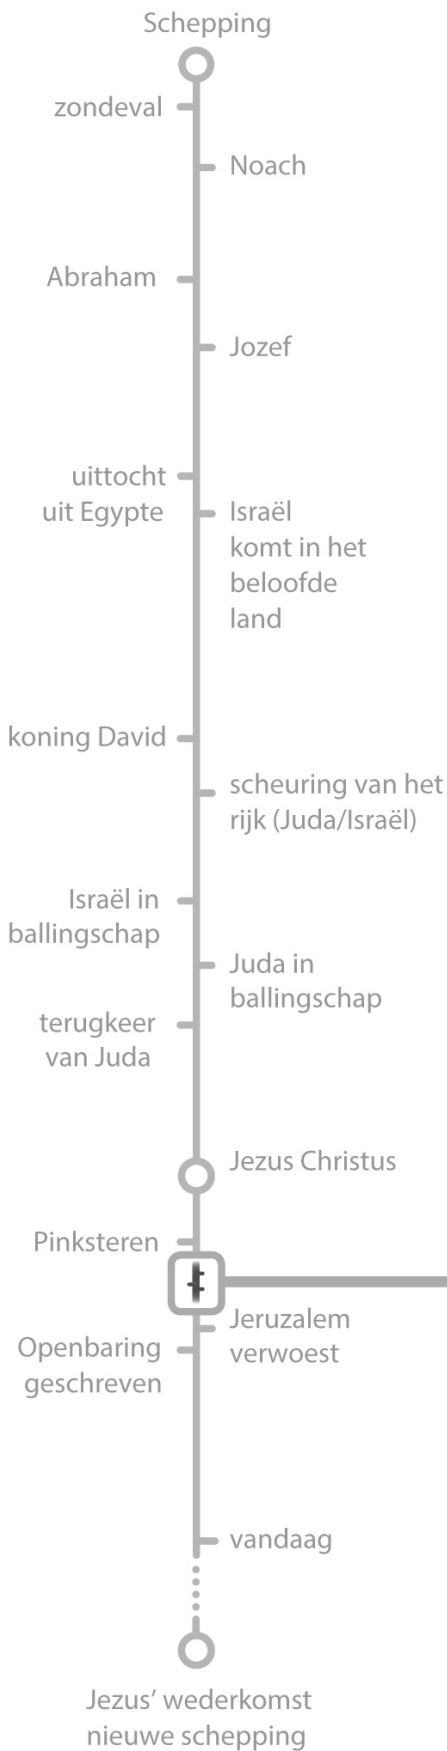 Schepping
zondeval
Noach
Abraham
Jozef
uittocht
uit Egypte
Israël
komt in het
beloofde
land
koning David
scheuring van het
rijk (Juda/Israël)
Israël in
ballingschap
Juda in
ballingschap
terugkeer
van Juda
Jezus Christus
Pinksteren
Jeruzalem
verwoest
Openbaring
geschreven
vandaag
Jezus’ wederkomst
nieuwe schepping